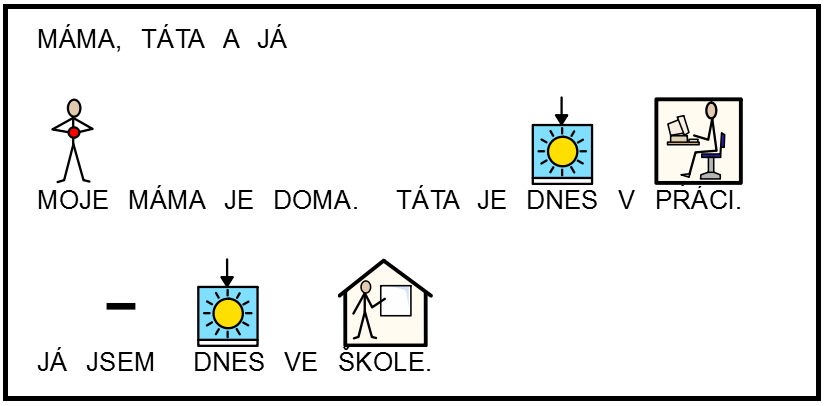 MÁMA, TÁTA A JÁ
MOJE MÁMA JE DOMA. TÁTA JE DNES V PRÁCI.
JÁ JSEM DNES VE ŠKOLE.